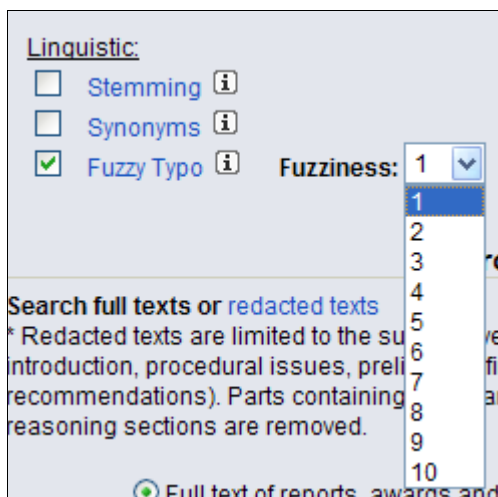 Linguistic:
Stemming i
Synonyms i
Fuzzy Typo i Fuzziness: 1
1
2
3
4
5
6
7
8
9
10
Search full texts or redacted texts
* Redacted texts are limited to the su
introduction, procedural issues, preli
recommendations). Parts containing
reasoning sections are removed.
Full text of reports, awards and